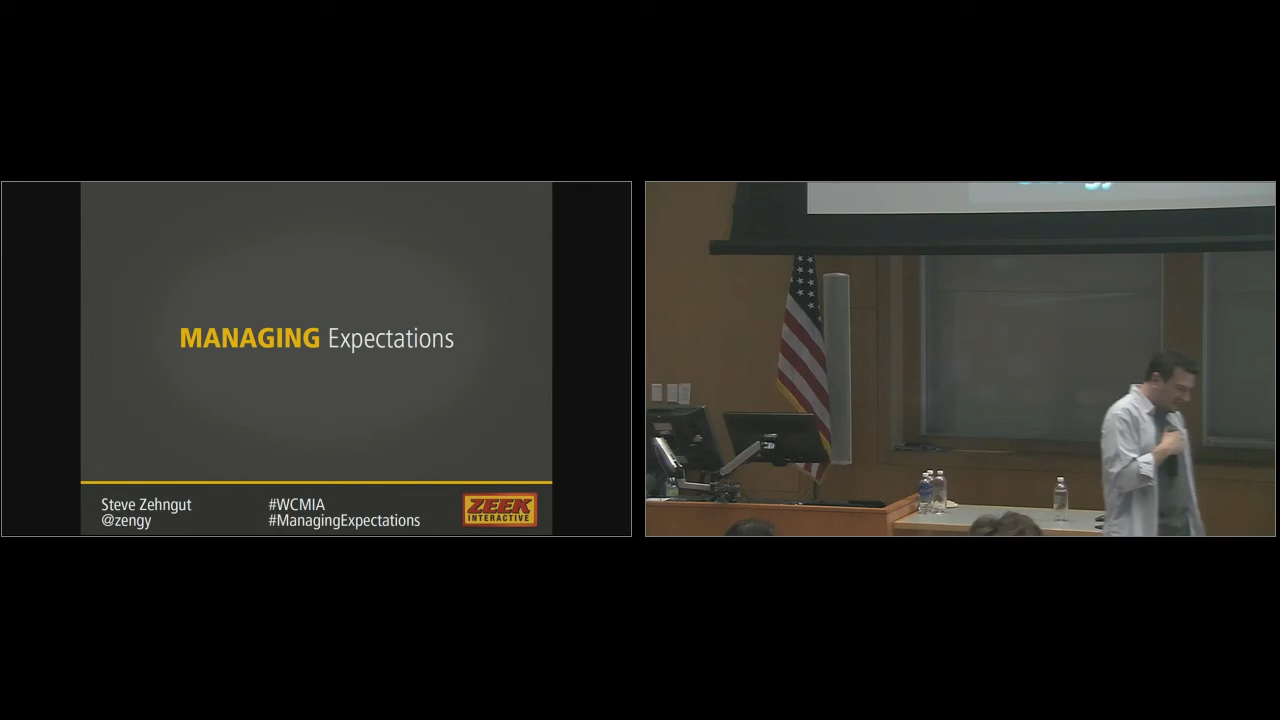 MANAGING Expectations
Steve Zehngut
@zengy
#WCMIA
#ManagingExpectations
ZEEK
INTERACTIVE